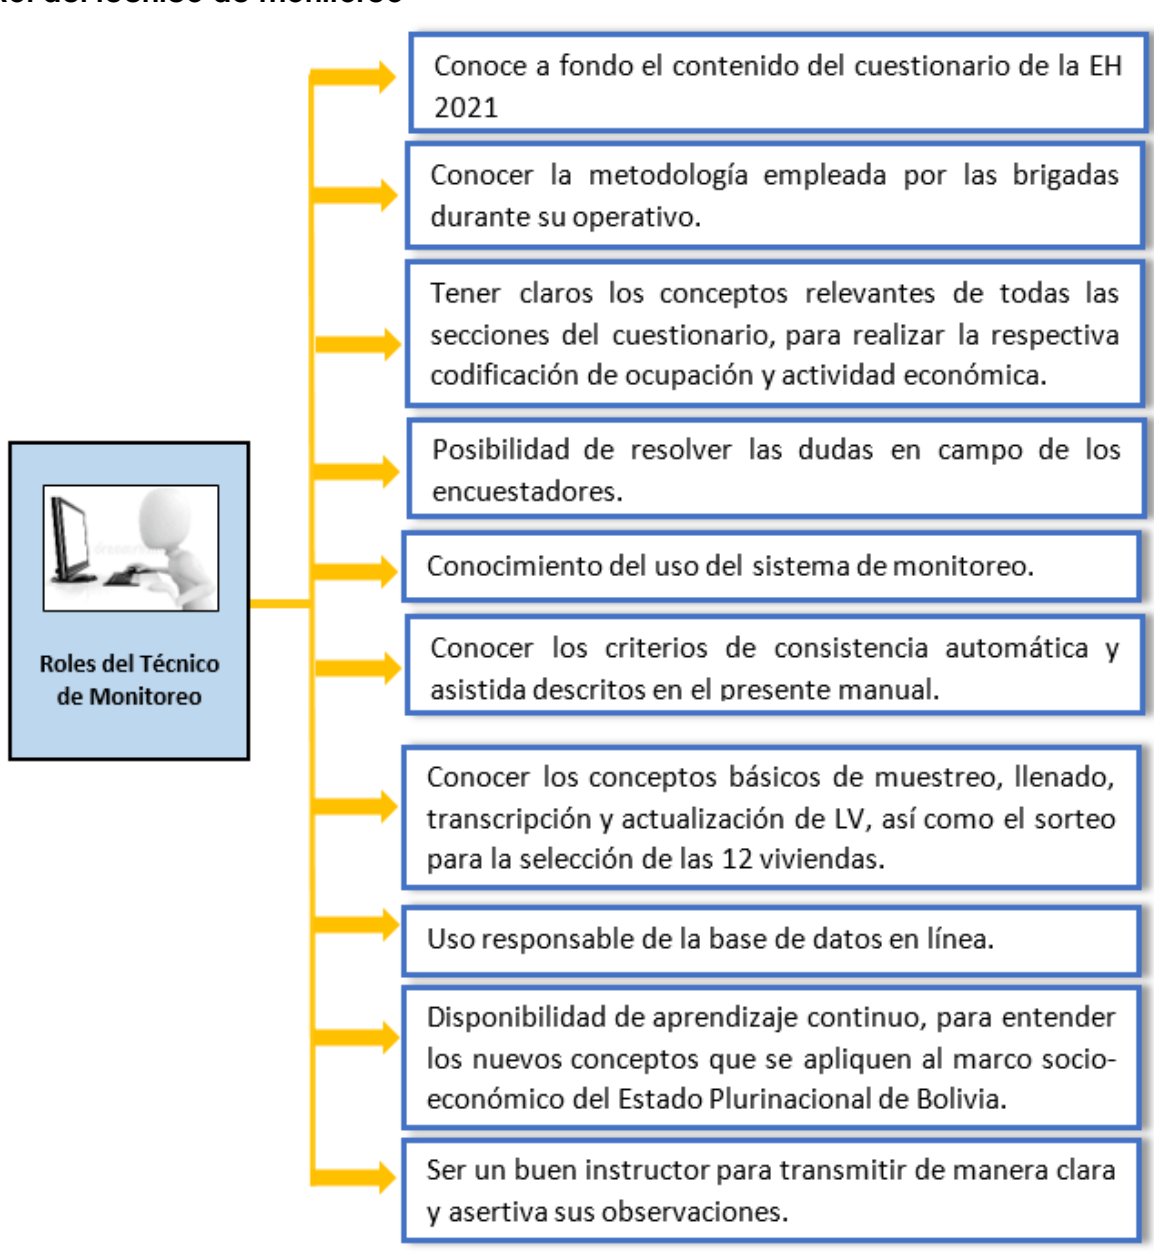 Rol del técnico de monitoreo
Conoce a fondo el contenido del cuestionario de la EH
2021
Conocer la metodología empleada por las brigadas
durante su operativo.
Tener claros los conceptos relevantes de todas las
secciones del cuestionario, para realizar la respectiva
codificación de ocupación y actividad económica.
Posibilidad de resolver las dudas en campo de los
encuestadores.
Conocimiento del uso del sistema de monitoreo.
Roles del Técnico
de Monitoreo
Conocer los criterios de consistencia automática y
asistida descritos en el presente manual.
Conocer los conceptos básicos de muestreo, llenado,
transcripción y actualización de LV, así como el sorteo
para la selección de las 12 viviendas.
Uso responsable de la base de datos en línea.
Disponibilidad de aprendizaje continuo, para entender
los nuevos conceptos que se apliquen al marco socio-
económico del Estado Plurinacional de Bolivia.
Ser un buen instructor para transmitir de manera clara
y asertiva sus observaciones.